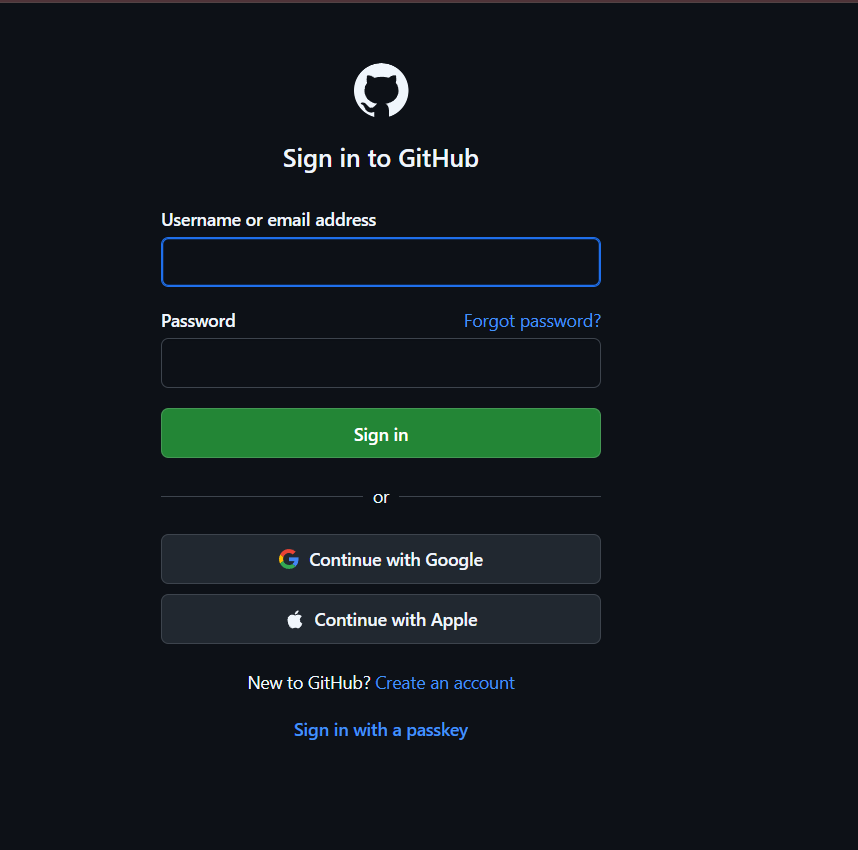 Sign in to GitHub
Username or email address
Password Forgot password?
Sign in
or
Continue with Google
Continue with Apple
New to GitHub? Create an account
Sign in with a passkey